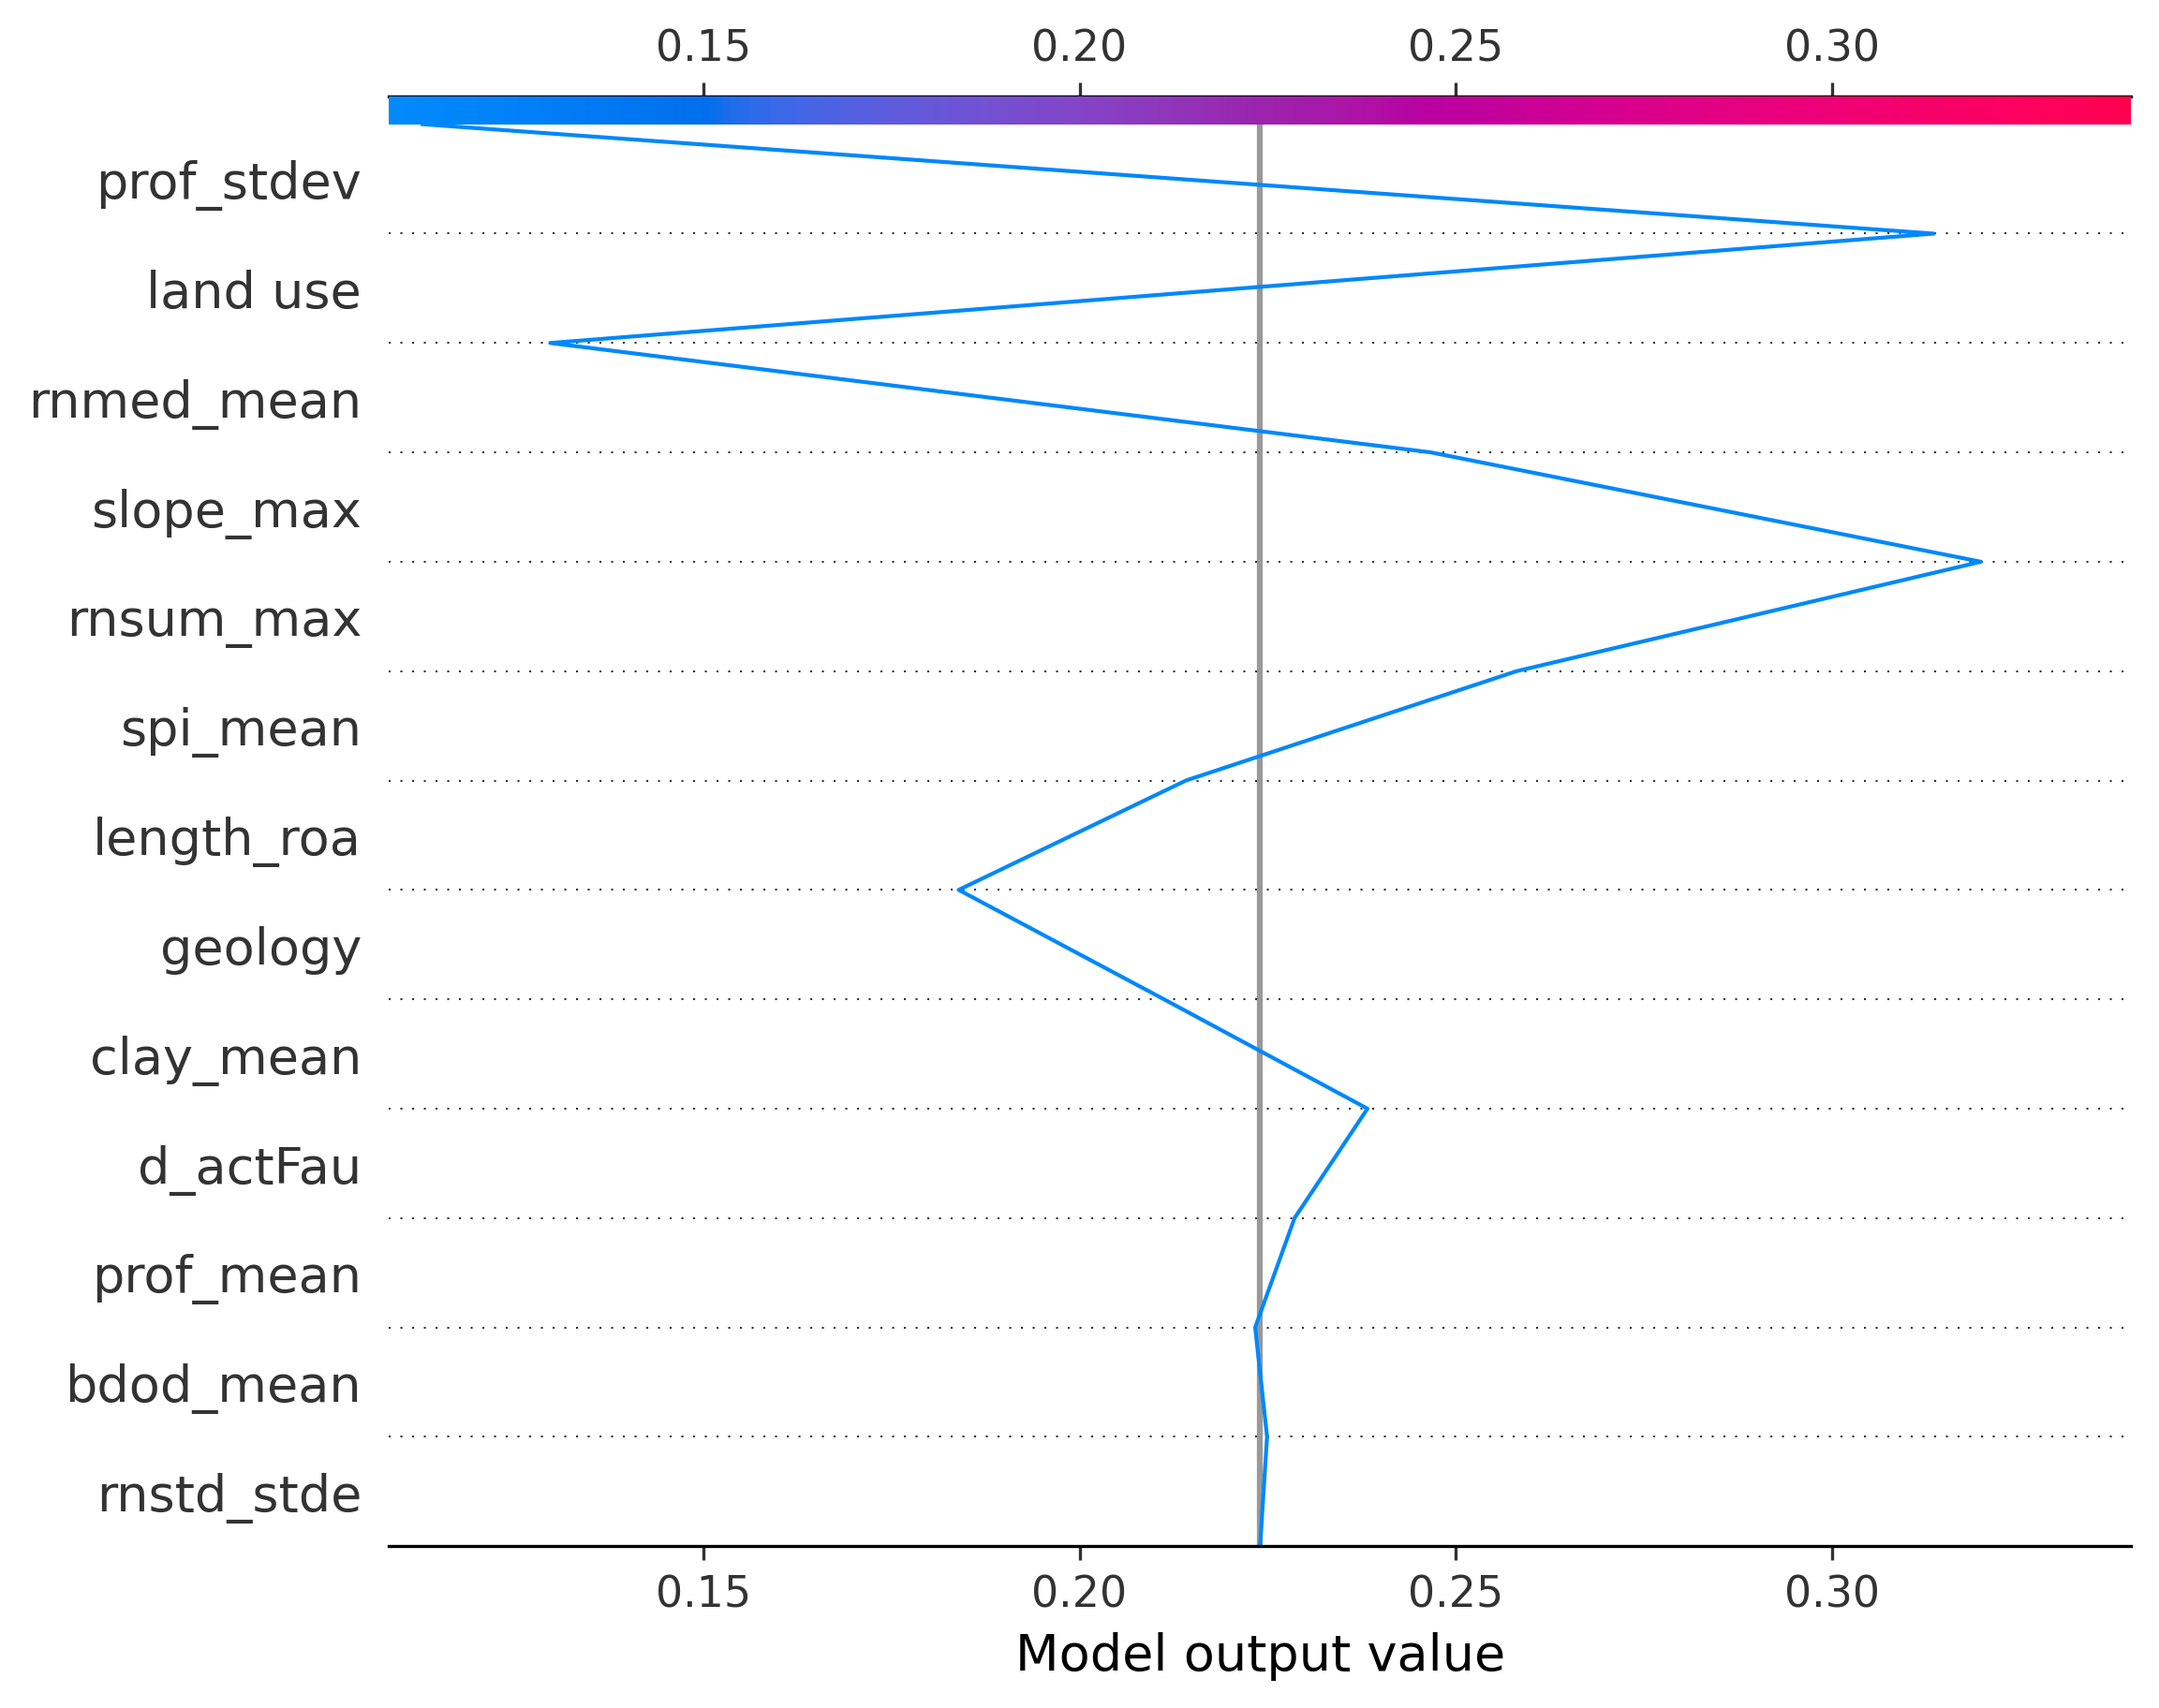 0.15 0.20 0.25 0.30
prof_stdev
land use
rnmed_mean
slope_max
rnsum_max
spi_mean
length_roa
geology
clay_mean
d_actFau
prof_mean
bdod_mean
rnstd_stde
0.15 0.20 0.25 0.30
Model output value